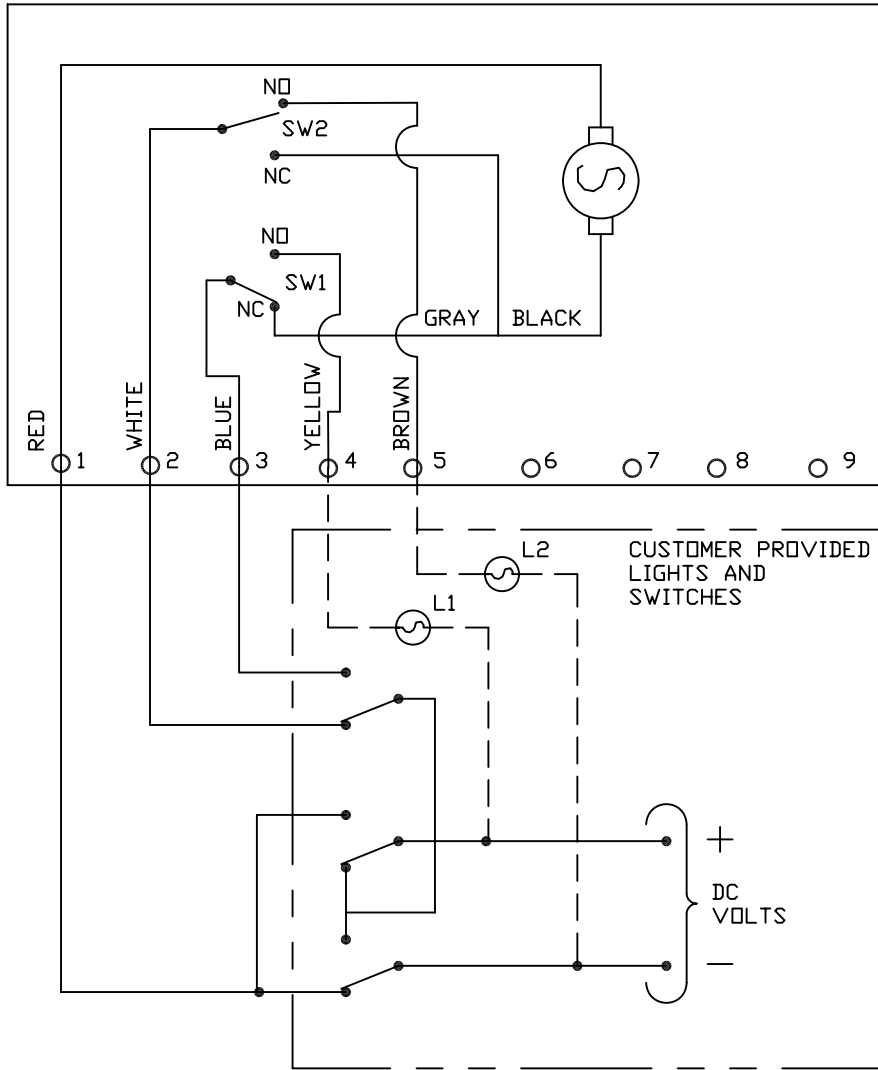 NO
SW2
NC
NO
SW1
NC
GRAY
BLACK
RED
WHITE
BLUE
YELLOW
BROWN
1
2
3
4
5
6
7
8
9
L2
CUSTOMER PROVIDED
LIGHTS AND
SWITCHES
L1
+
DC
VOLTS
—